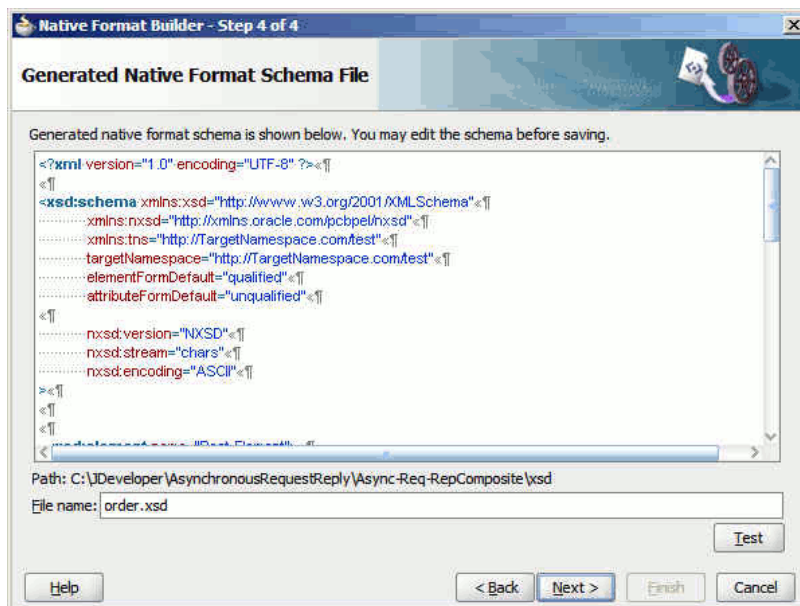 Native Format Builder - Step 4 of 4
Generated Native Format Schema File
Generated native format schema is shown below. You may edit the schema before saving.
<?xml version="1.0" encoding="UTF-8" ?>
<xsd:schema xmlns:xsd="http://www.w3.org/2001/XMLSchema"
xmlns:nxsd="http://xmlns.oracle.com/pcbpel/nxsd"
xmlns:tns="http://TargetNamespace.com/test"
targetNamespace="http://TargetNamespace.com/test"
elementFormDefault="qualified"
attributeFormDefault="unqualified"
nxsd:version="NXSD"
nxsd:stream="chars"
nxsd:encoding="ASCII"
>
Path: C:\JDeveloper\AsynchronousRequestReply\Async-Req-RepComposite\xsd
File name: order.xsd
Test
Help
< Back
Next >
Finish
Cancel